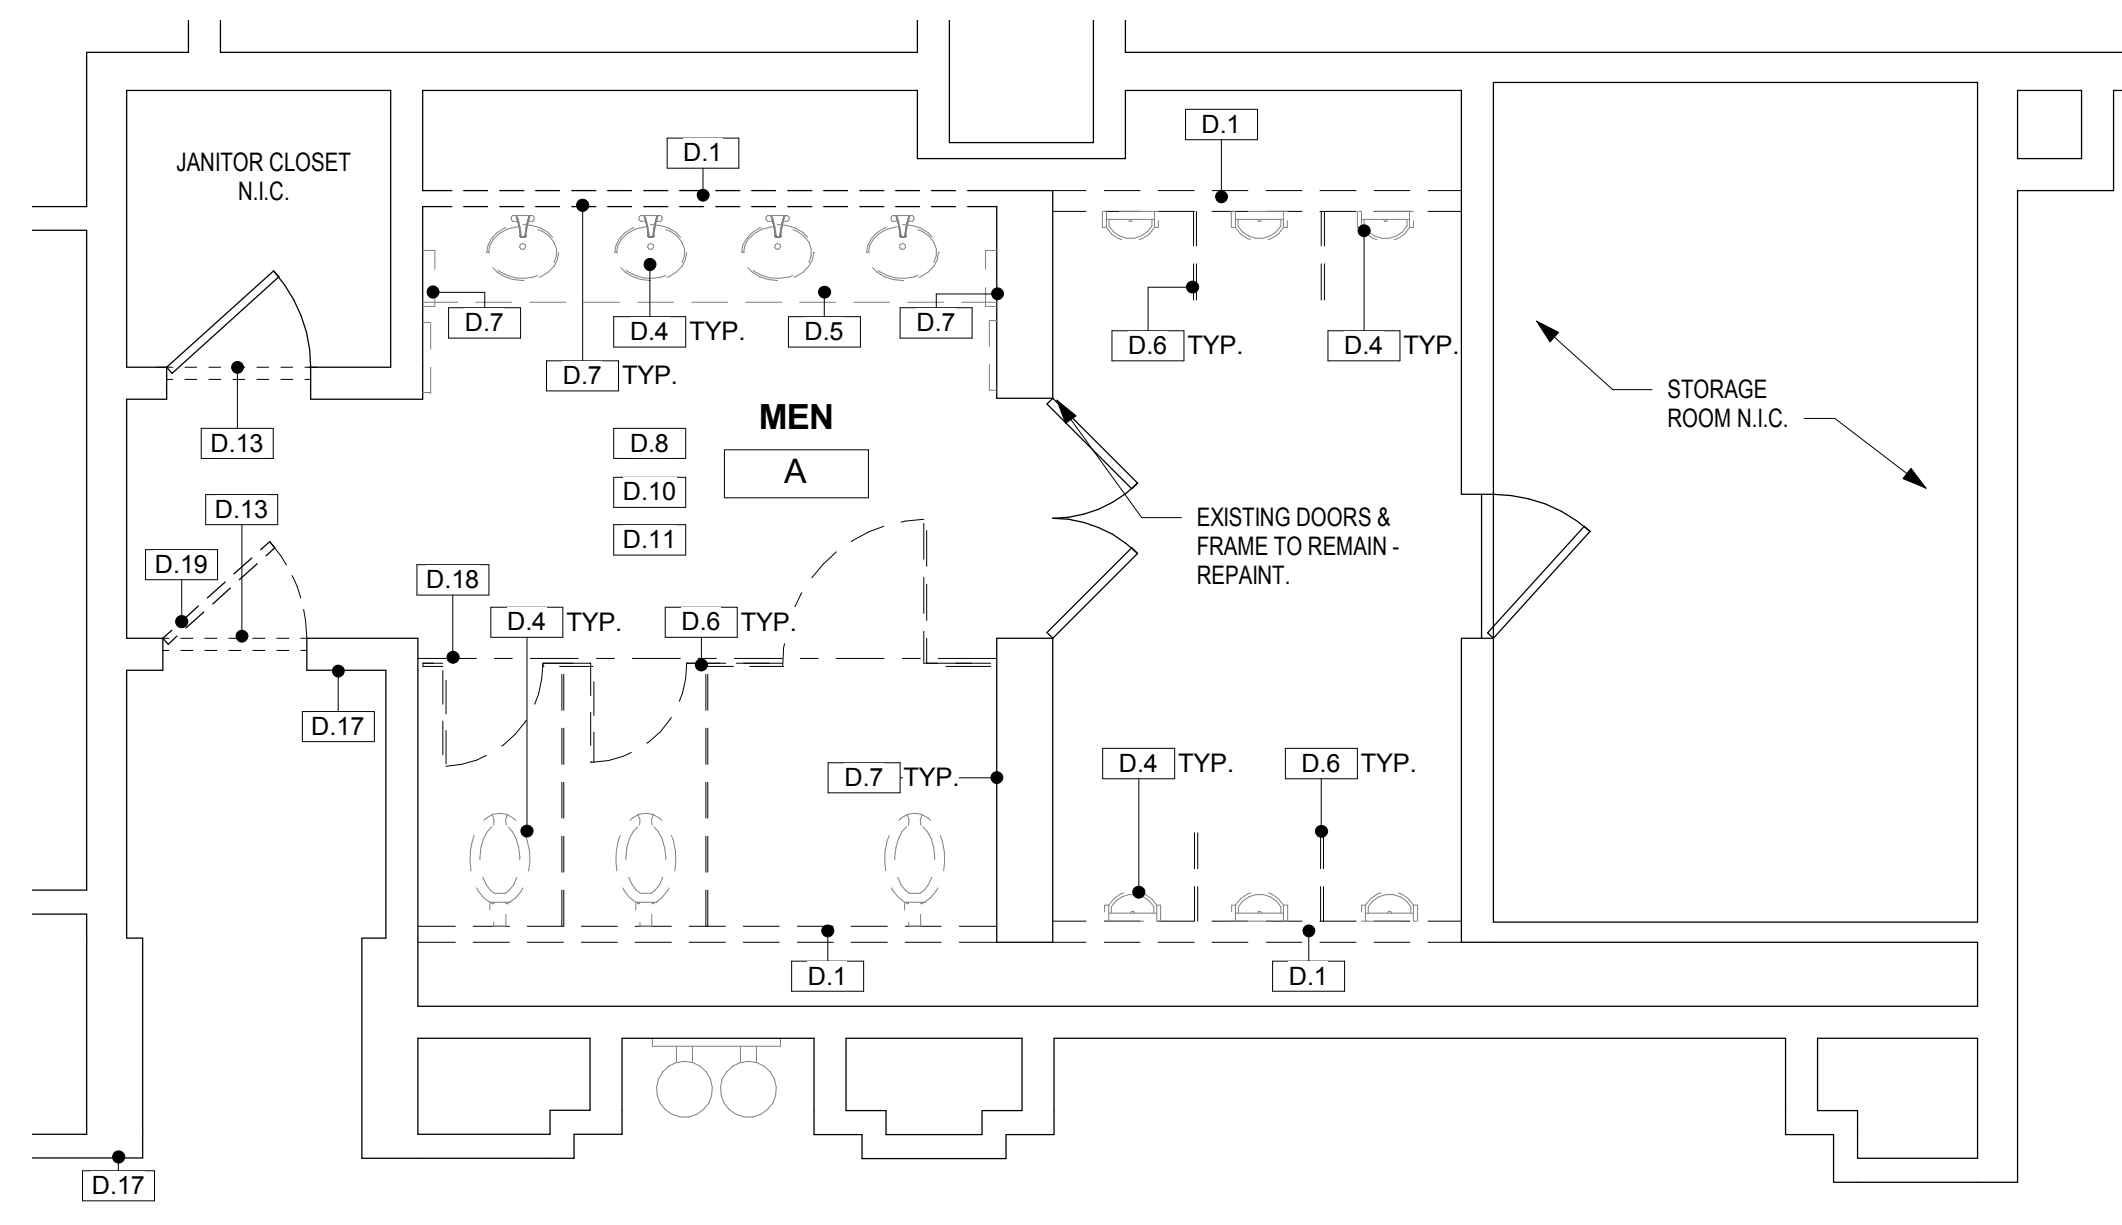 D.1
D.1
JANITOR CLOSET
N.I.C.
D.7
D.4 TYP.
D.5
D.7
D.6 TYP.
D.4 TYP.
D.7 TYP.
STORAGE
ROOM N.I.C.
MEN
D.13
D.8
A
D.10
D.13
D.11
EXISTING DOORS &
FRAME TO REMAIN -
REPAINT.
D.19
D.18
D.4 TYP.
D.6 TYP.
D.17
D.7 TYP.
D.4 TYP.
D.6 TYP.
D.1
D.1
D.17